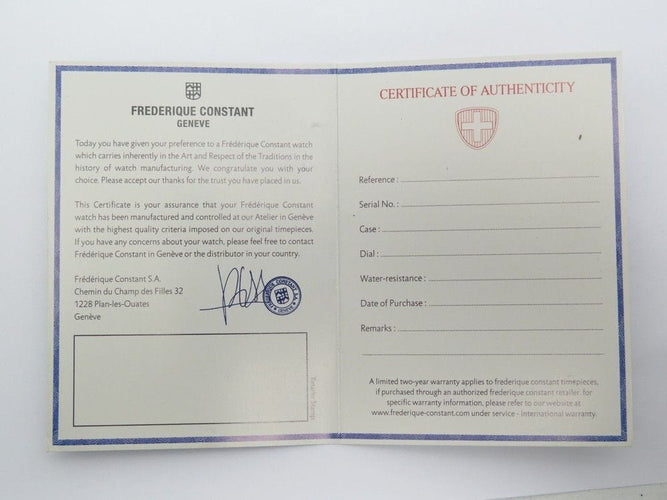 FREDERIQUE CONSTANT
GENEVE
Today you have given your preference to a Frédérique Constant watch
which carries inherently in the Art and Respect of the Traditions in the
history of watch manufacturing. We congratulate you with your
choice. Please accept our thanks for the trust you have placed in us.
This Certificate is your assurance that your Frédérique Constant
watch has been manufactured and controlled at our Atelier in Genève
with the highest quality criteria imposed on our original timepieces.
If you have any concerns about your watch, please feel free to contact
Frédérique Constant in Genève or the distributor in your country.
Frédérique Constant S.A.
Chemin du Champ des Filles 32
1228 Plan-les-Ouates
Genève
FREDERIQUE CONSTANT S.A.
GENEVE
Retailer Stamp
CERTIFICATE OF AUTHENTICITY
Reference :
Serial No. :
Case :
Dial :
Water-resistance :
Date of Purchase :
Remarks :
A limited two-year warranty applies to frederique constant timepieces,
if purchased through an authorized frederique constant retailer. for
specific warranty information, please refer to our website at
www.frederique-constant.com under service - international warranty.